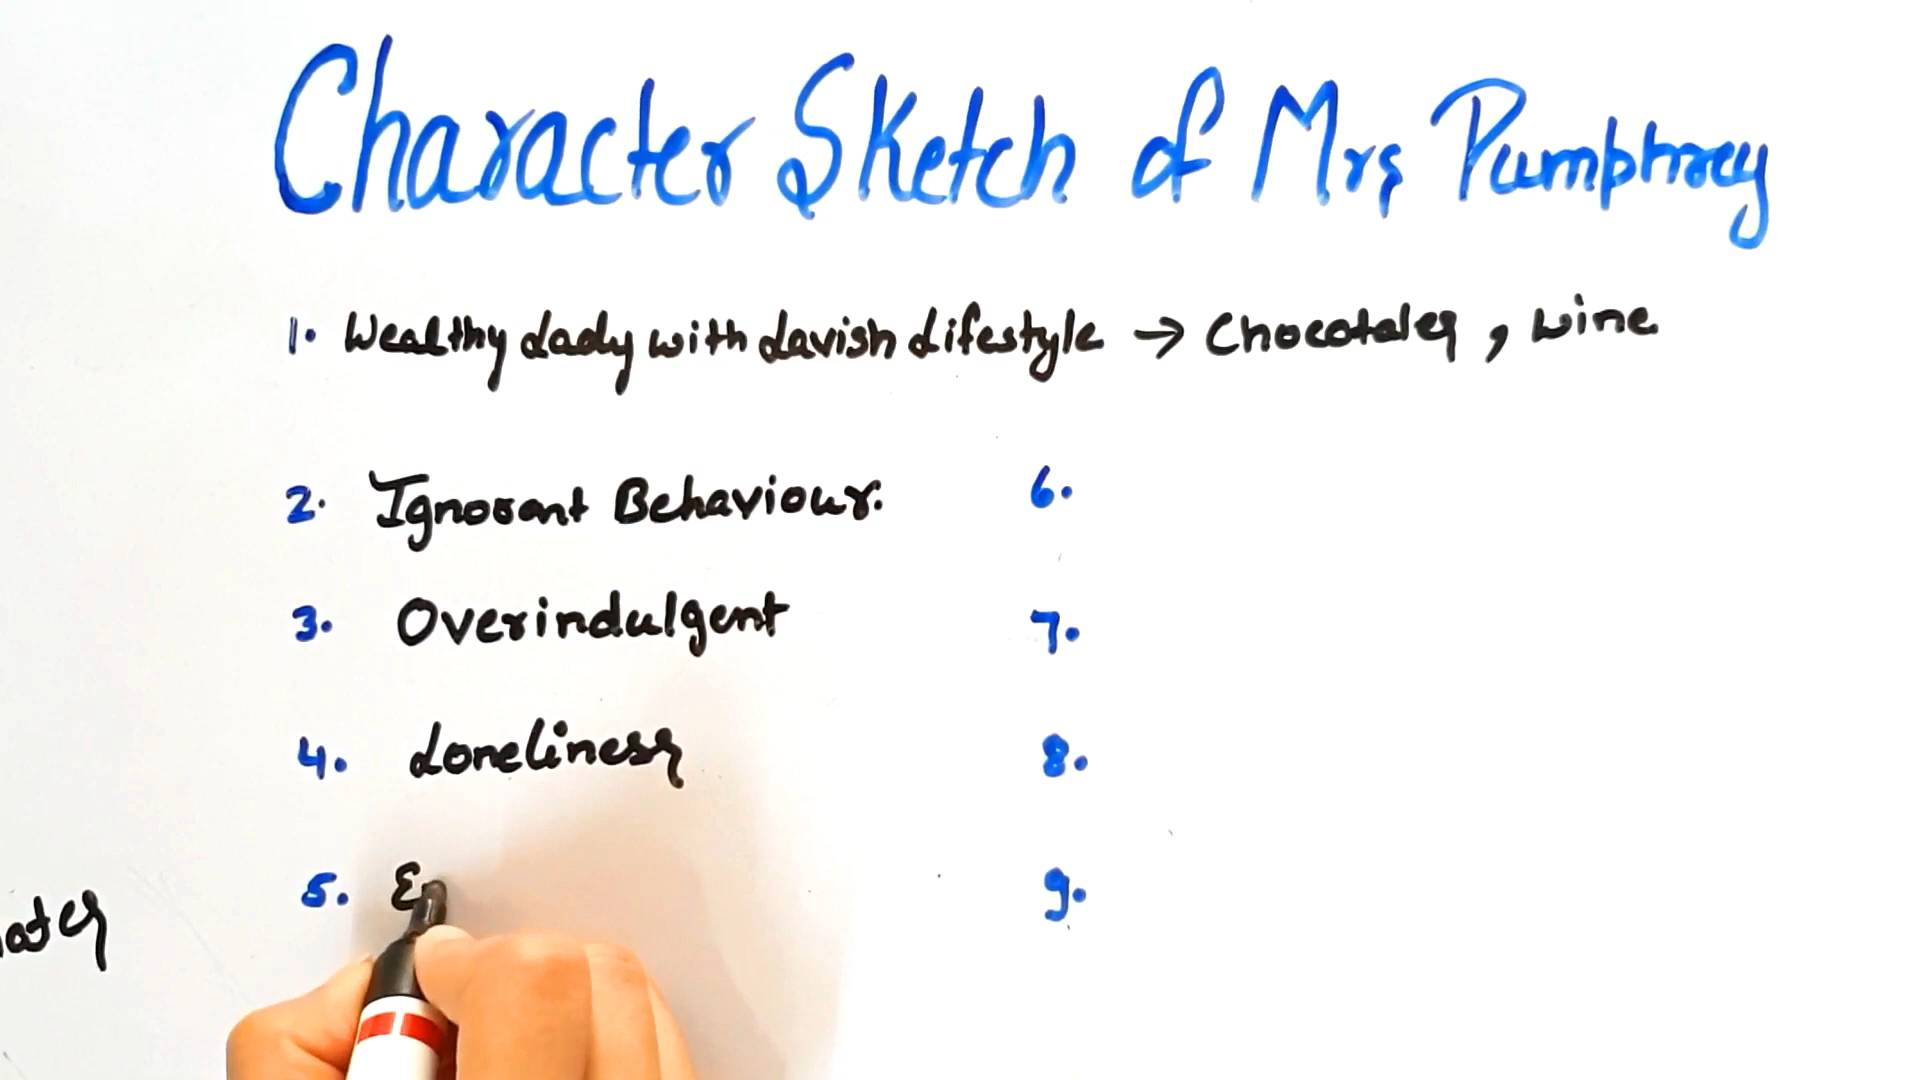 Character Sketch of Mrs Pumphrey
1. Wealthy Lady with Lavish Lifestyle → Chocotales, wine
2. Ignorant Behaviour.
3. Overindulgent
4. Loneliness
5. E
6.
7.
8.
9.